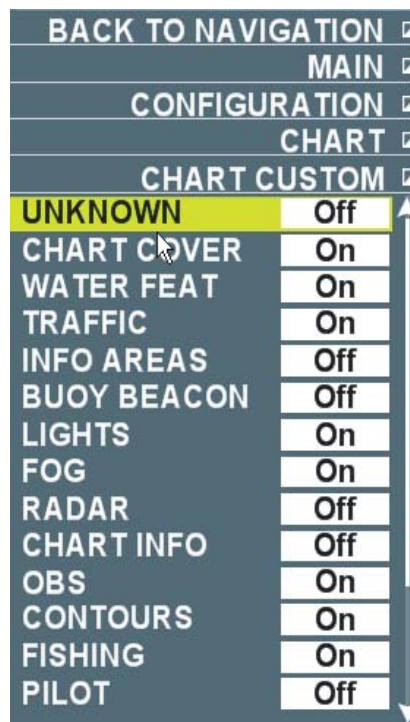 BACK TO NAVIGATION
MAIN
CONFIGURATION
CHART
CHART CUSTOM
UNKNOWN Off
CHART COVER On
WATER FEAT On
TRAFFIC On
INFO AREAS Off
BUOY BEACON Off
LIGHTS On
FOG On
RADAR Off
CHART INFO Off
OBS On
CONTOURS On
FISHING On
PILOT Off